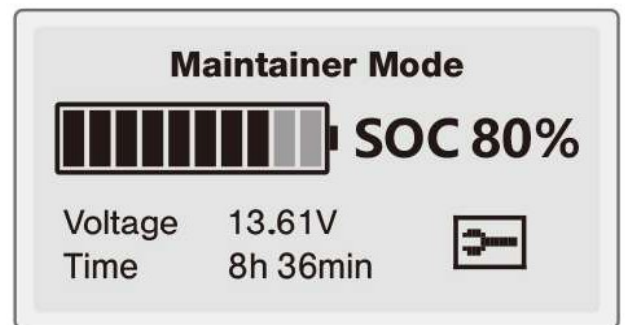 Maintainer Mode
SOC 80%
Voltage 13.61V
Time 8h 36min